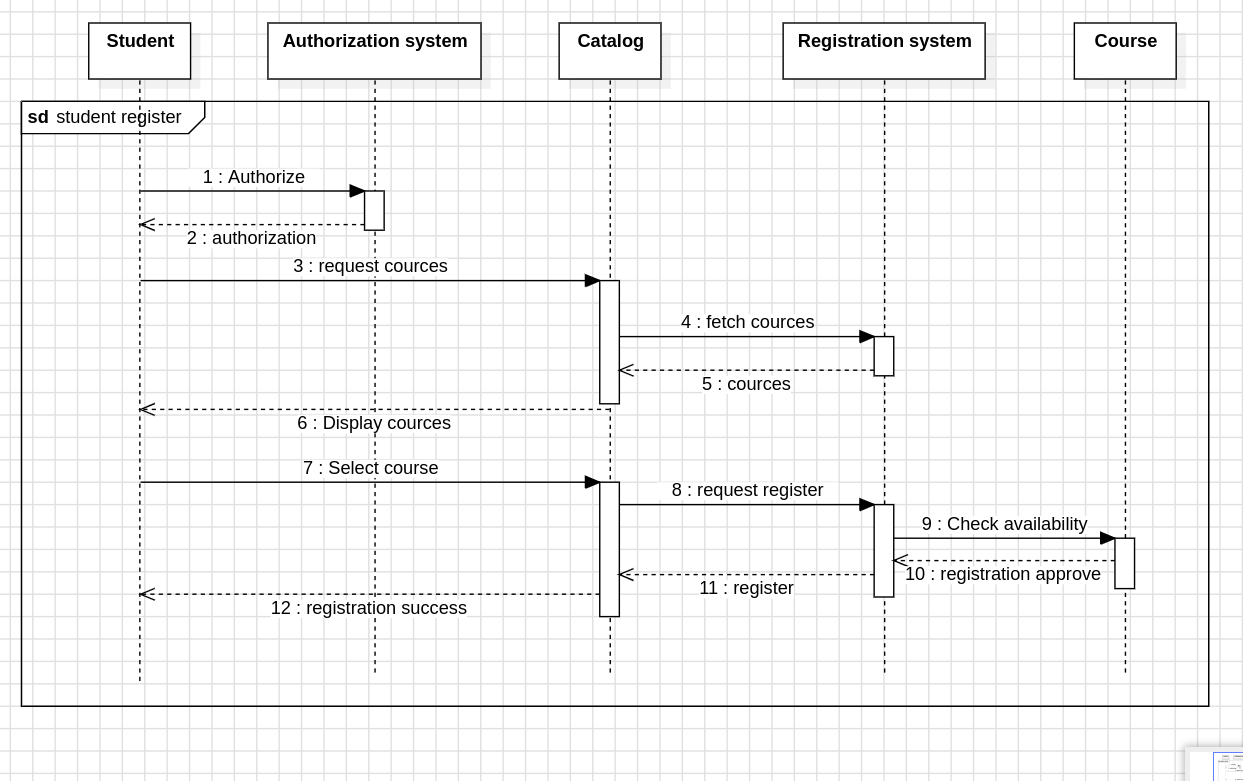 Student
Authorization system
Catalog
Registration system
Course
sd student register
1 : Authorize
2 : authorization
3 : request cources
4 : fetch cources
5 : cources
6 : Display cources
7 : Select course
8 : request register
9 : Check availability
10 : registration approve
11 : register
12 : registration success